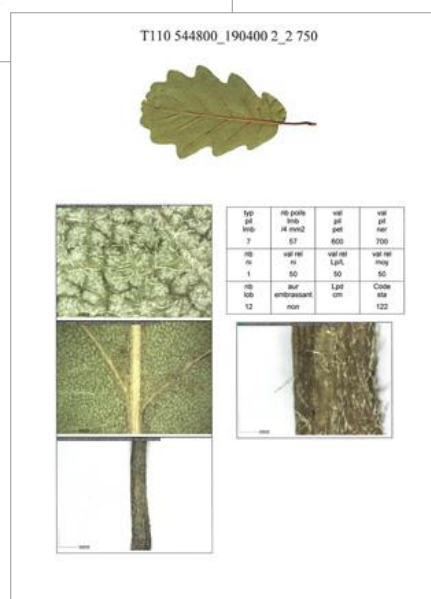 T110 544800_190400 2_2 750
typ pil lmb
nb poils lmb /4 mm2
val pil pet
val pil ner
7 57 600 700
nb ni
val rel ni
val rel Lp/L
val rel moy
1 50 50 50
nb lob
aur embrassant
Lpd cm
Code sta
12 non 122